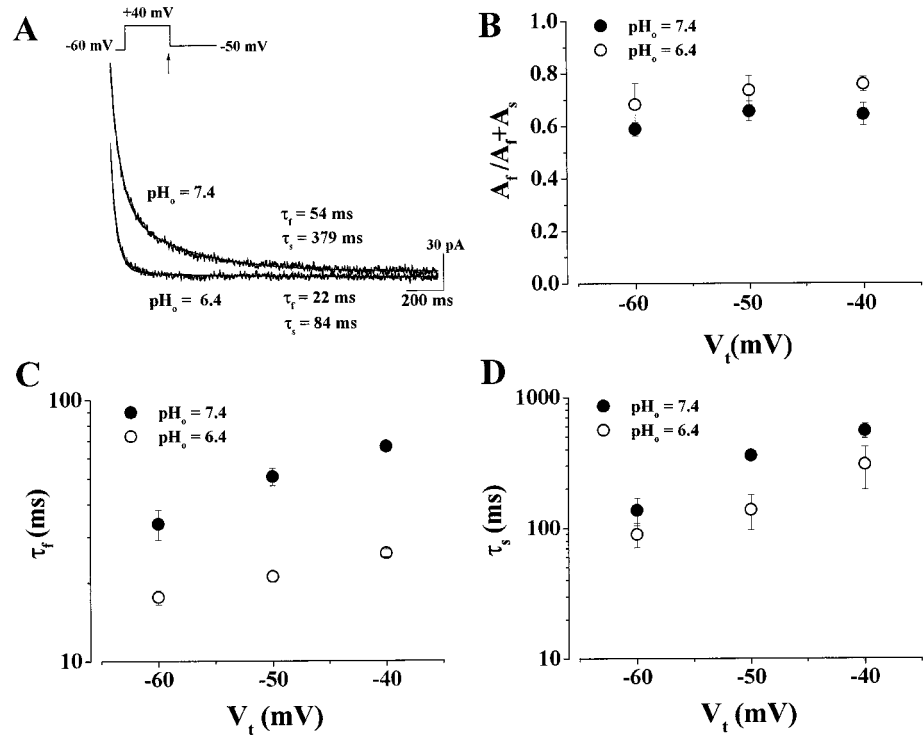 A
+40 mV
-60 mV
-50 mV
pHo = 7.4
τf = 54 ms
τs = 379 ms
30 pA
200 ms
pHo = 6.4
τf = 22 ms
τs = 84 ms
B
pHo = 7.4
pHo = 6.4
Af /Af+As
1.0
0.8
0.6
0.4
0.2
0.0
-60
-50
-40
Vt(mV)
C
pHo = 7.4
pHo = 6.4
τf (ms)
100
10
-60
-50
-40
Vt (mV)
D
pHo = 7.4
pHo = 6.4
τs (ms)
1000
100
10
-60
-50
-40
Vt (mV)